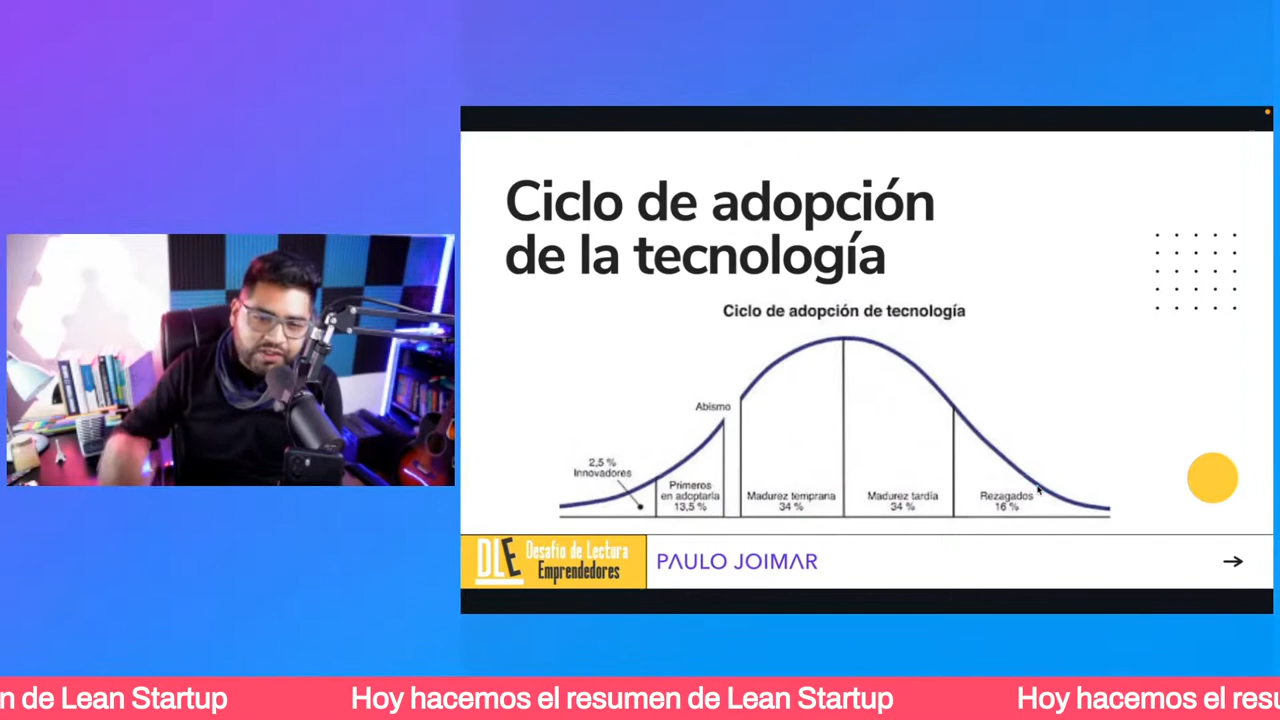 Ciclo de adopción
de la tecnología
Ciclo de adopción de tecnología
Abismo
2,5 %
Innovadores
Primeros
en adoptarla
13,5 %
Madurez temprana
34 %
Madurez tardía
34 %
Rezagados
16 %
DLE
Desafío de Lectura
Emprendedores
PAULO JOIMAR
n de Lean Startup
Hoy hacemos el resumen de Lean Startup
Hoy hacemos el resu